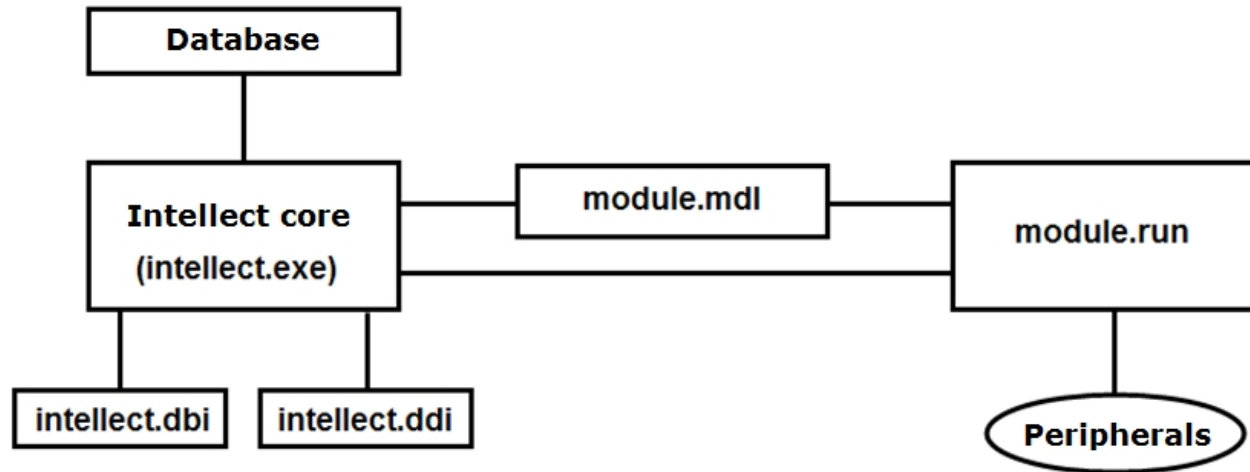 Database
Intellect core
(intellect.exe)
module.mdl
module.run
intellect.dbi
intellect.ddi
Peripherals